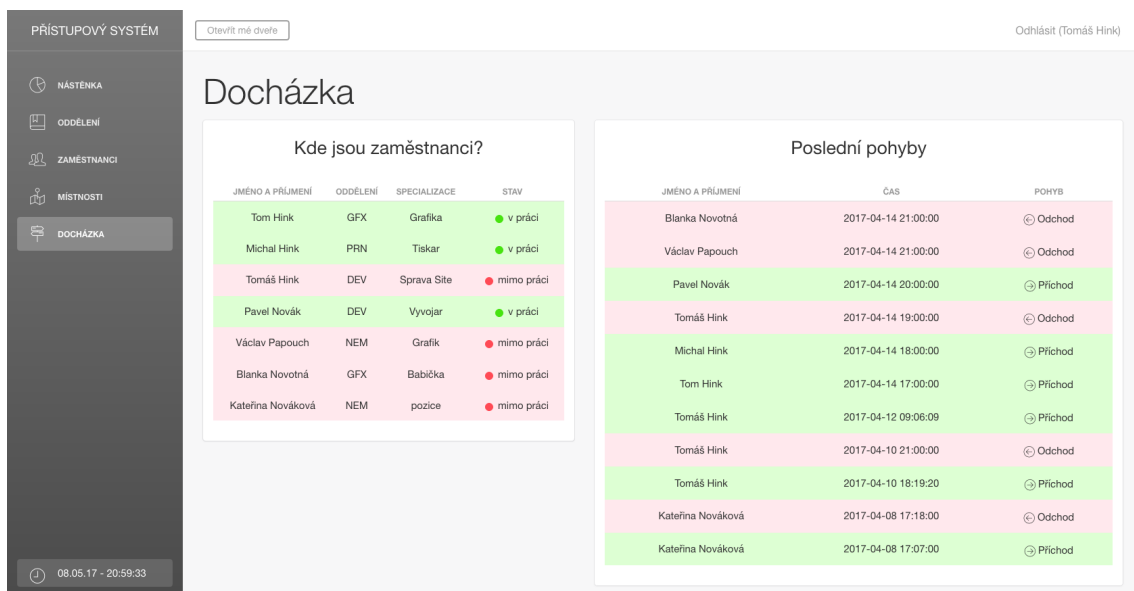 PŘÍSTUPOVÝ SYSTÉM
Otevřít mé dveře
Odhlásit (Tomáš Hink)
NÁSTĚNKA
ODDĚLENÍ
ZAMĚSTNANCI
MÍSTNOSTI
DOCHÁZKA
08.05.17 - 20:59:33
Docházka
Kde jsou zaměstnanci?
JMÉNO A PŘÍJMENÍ ODDĚLENÍ SPECIALIZACE STAV
Tom Hink GFX Grafika v práci
Michal Hink PRN Tiskar v práci
Tomáš Hink DEV Sprava Site mimo práci
Pavel Novák DEV Vyvojar v práci
Václav Papouch NEM Grafik mimo práci
Blanka Novotná GFX Babička mimo práci
Kateřina Nováková NEM pozice mimo práci
Poslední pohyby
JMÉNO A PŘÍJMENÍ ČAS POHYB
Blanka Novotná 2017-04-14 21:00:00 Odchod
Václav Papouch 2017-04-14 21:00:00 Odchod
Pavel Novák 2017-04-14 20:00:00 Příchod
Tomáš Hink 2017-04-14 19:00:00 Odchod
Michal Hink 2017-04-14 18:00:00 Příchod
Tom Hink 2017-04-14 17:00:00 Příchod
Tomáš Hink 2017-04-12 09:06:09 Příchod
Tomáš Hink 2017-04-10 21:00:00 Odchod
Tomáš Hink 2017-04-10 18:19:20 Příchod
Kateřina Nováková 2017-04-08 17:18:00 Odchod
Kateřina Nováková 2017-04-08 17:07:00 Příchod